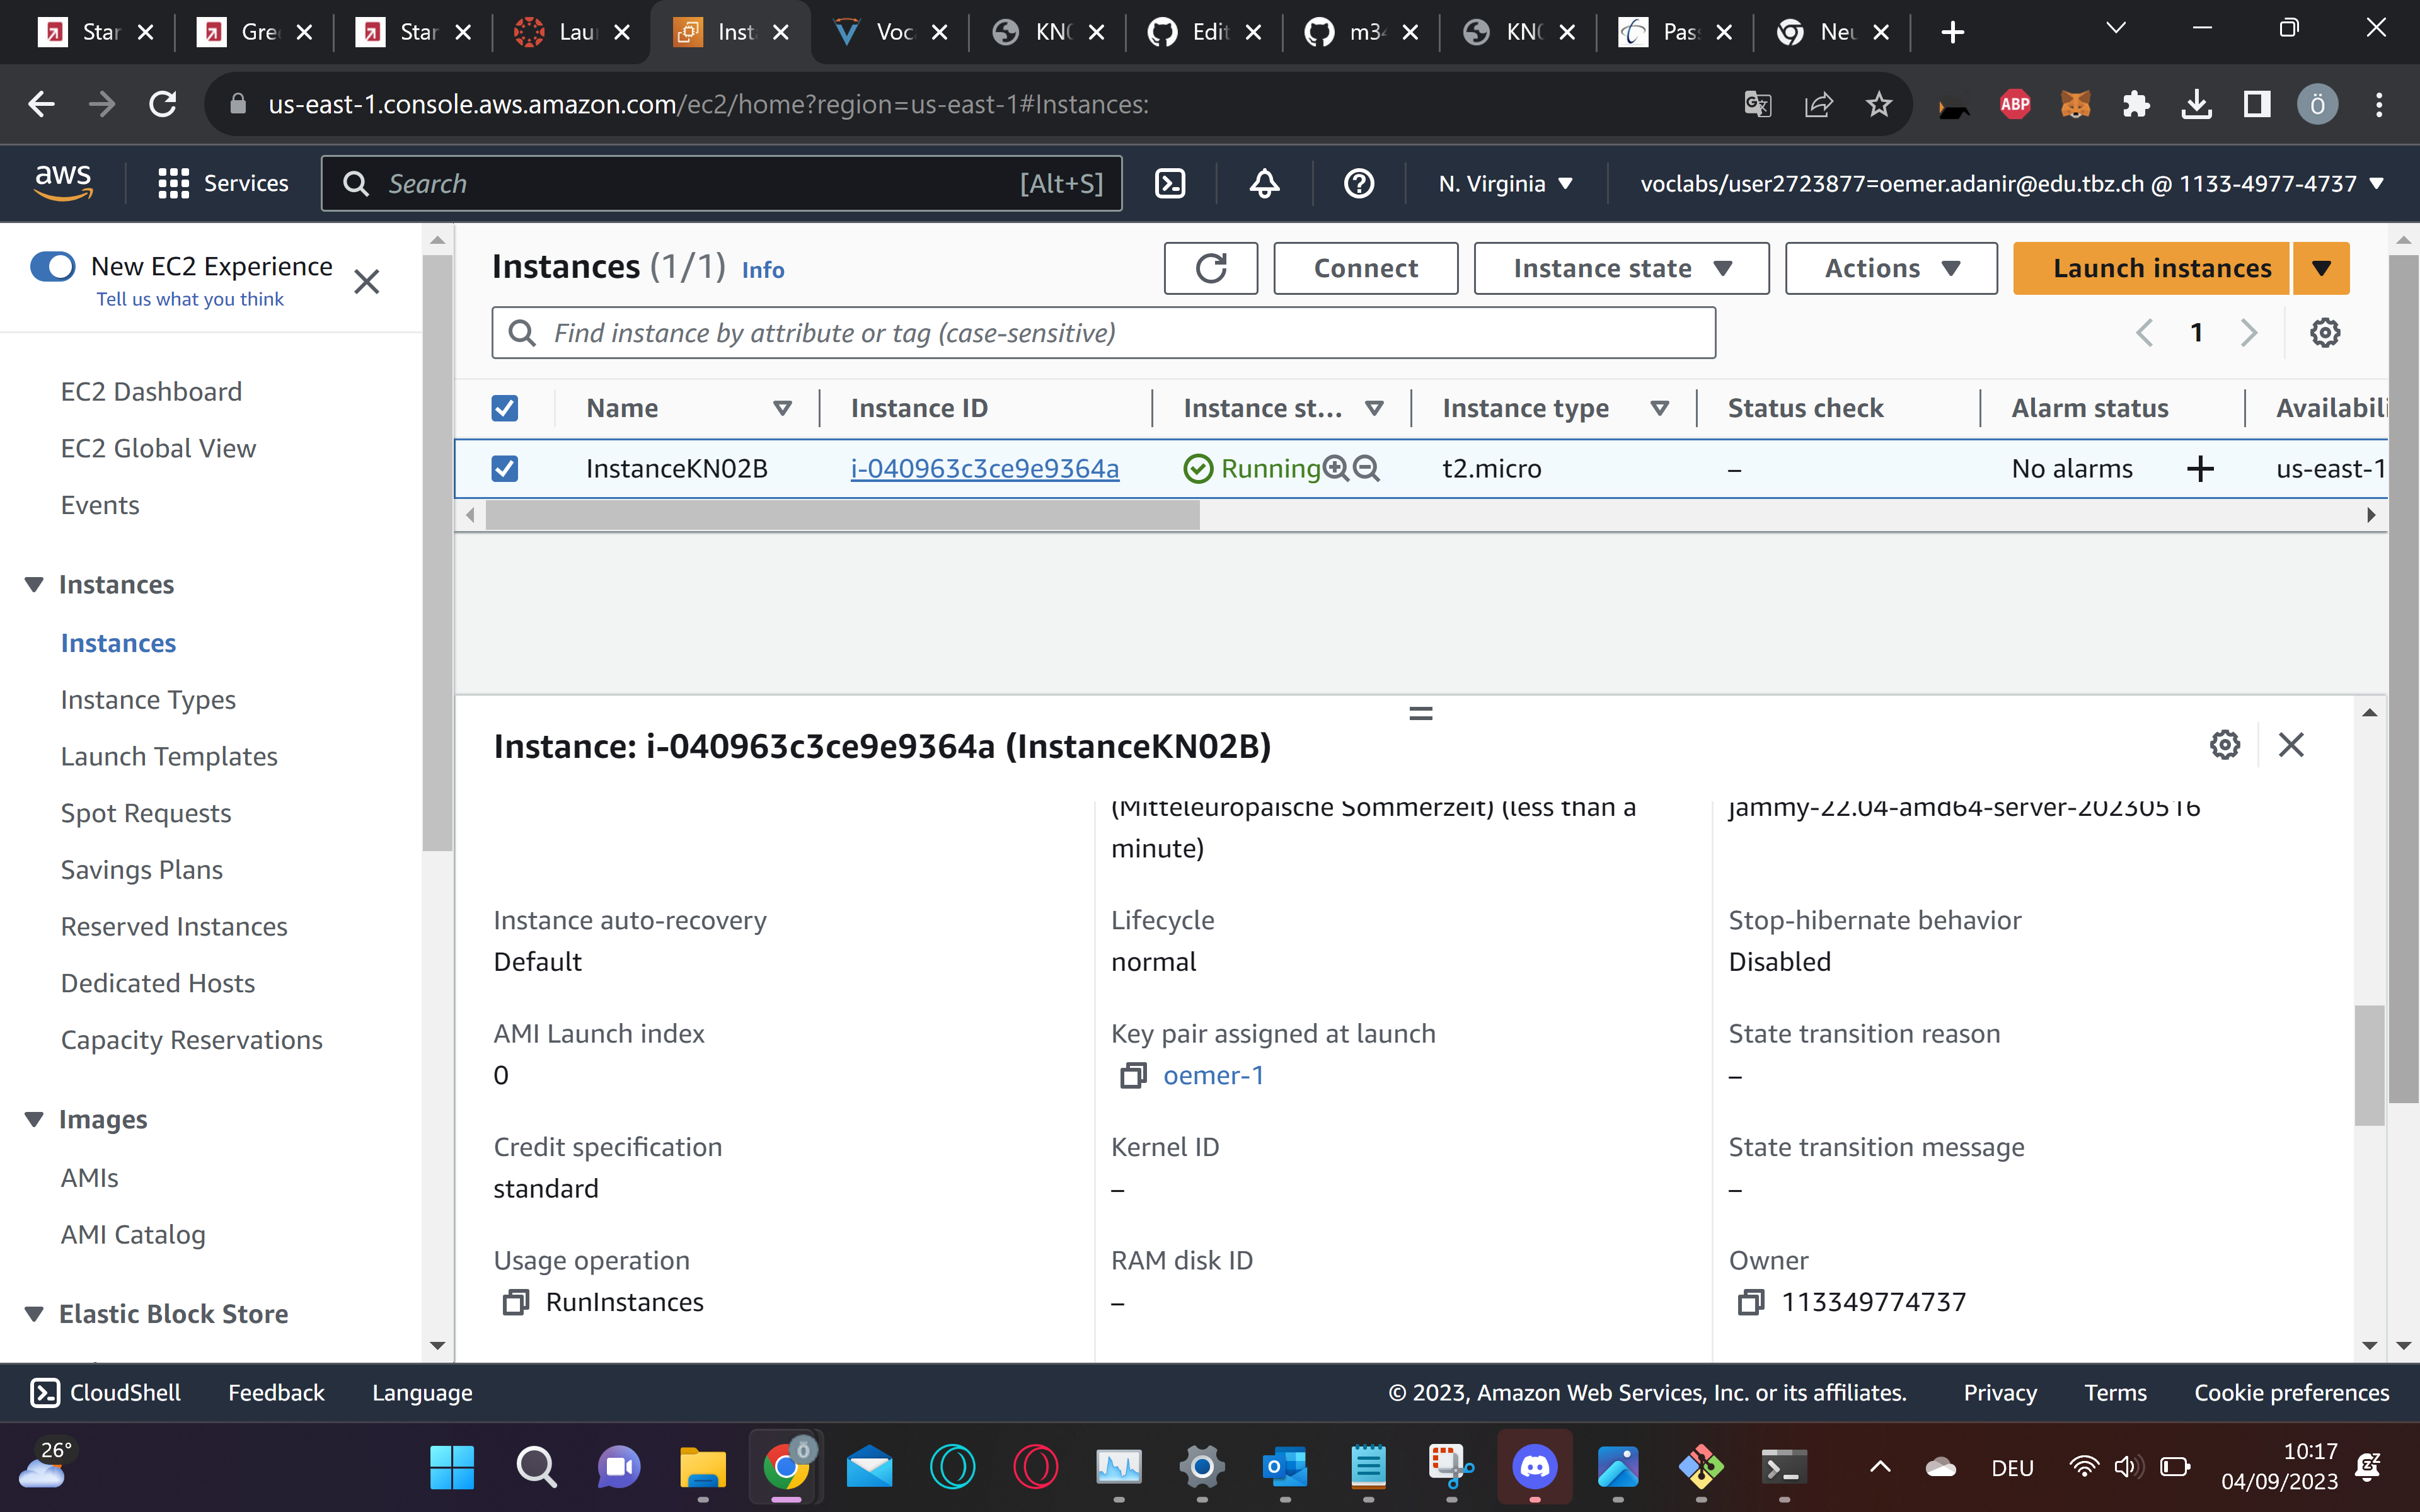 Star
Gre
Star
Lau
Inst
Voc
KN0
Edit
m34
KN0
Pas
Neu
us-east-1.console.aws.amazon.com/ec2/home?region=us-east-1#Instances:
ABP
Ö
aws
Services
Search
[Alt+S]
N. Virginia
voclabs/user2723877=oemer.adanir@edu.tbz.ch @ 1133-4977-4737
New EC2 Experience
Tell us what you think
EC2 Dashboard
EC2 Global View
Events
Instances
Instances
Instance Types
Launch Templates
Spot Requests
Savings Plans
Reserved Instances
Dedicated Hosts
Capacity Reservations
Images
AMIs
AMI Catalog
Elastic Block Store
Instances (1/1) Info
Connect
Instance state
Actions
Launch instances
Find instance by attribute or tag (case-sensitive)
1
Name Instance ID Instance st... Instance type Status check Alarm status Availabili
InstanceKN02B i-040963c3ce9e9364a Running t2.micro – No alarms + us-east-1
Instance: i-040963c3ce9e9364a (InstanceKN02B)
(Mitteleuropäische Sommerzeit) (less than a
minute)
jammy-22.04-amd64-server-20230516
Instance auto-recovery
Default
Lifecycle
normal
Stop-hibernate behavior
Disabled
AMI Launch index
0
Key pair assigned at launch
oemer-1
State transition reason
–
Credit specification
standard
Kernel ID
–
State transition message
–
Usage operation
RunInstances
RAM disk ID
–
Owner
113349774737
CloudShell
Feedback
Language
© 2023, Amazon Web Services, Inc. or its affiliates.
Privacy
Terms
Cookie preferences
26°
DEU
10:17
04/09/2023